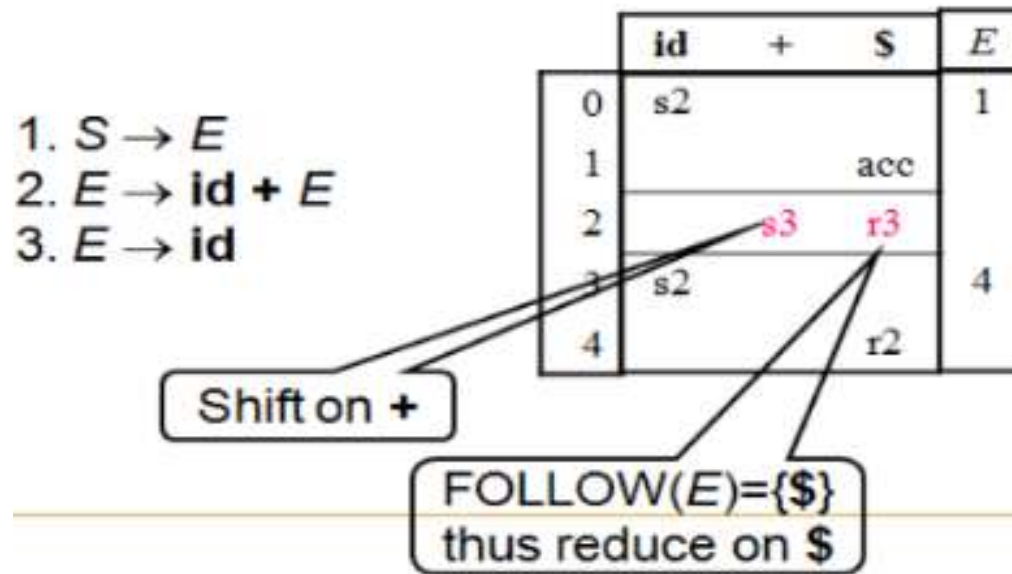 id + $ E
1. S → E
2. E → id + E
3. E → id
0 s2 1
1 acc
2 s3 r3
3 s2 4
4 r2
Shift on +
FOLLOW(E)={$}
thus reduce on $